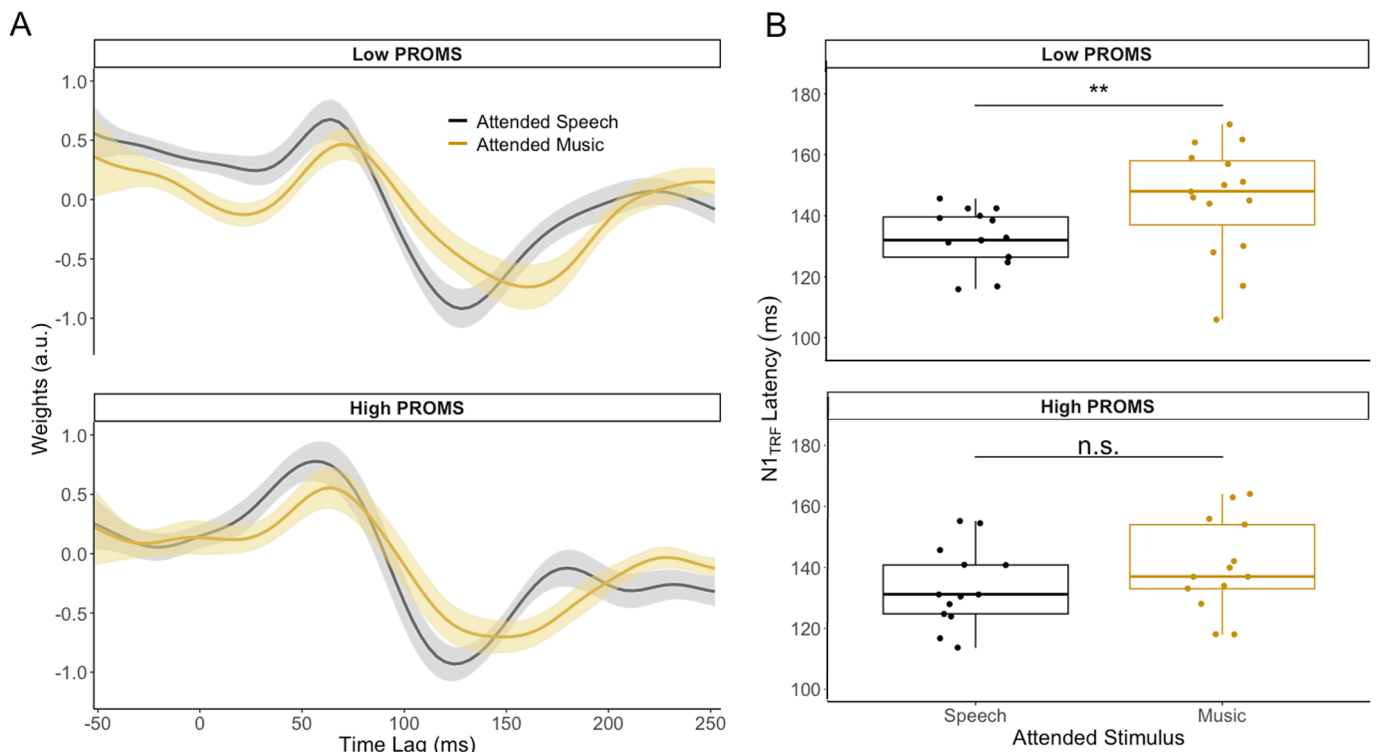 A
Low PROMS
1.0
0.5
0.0
-0.5
-1.0
Attended Speech
Attended Music
High PROMS
1.0
0.5
0.0
-0.5
-1.0
Weights (a.u.)
-50 0 50 100 150 200 250
Time Lag (ms)
B
Low PROMS
180
160
140
120
100
**
High PROMS
180
160
140
120
100
n.s.
N1TRF Latency (ms)
Speech Music
Attended Stimulus